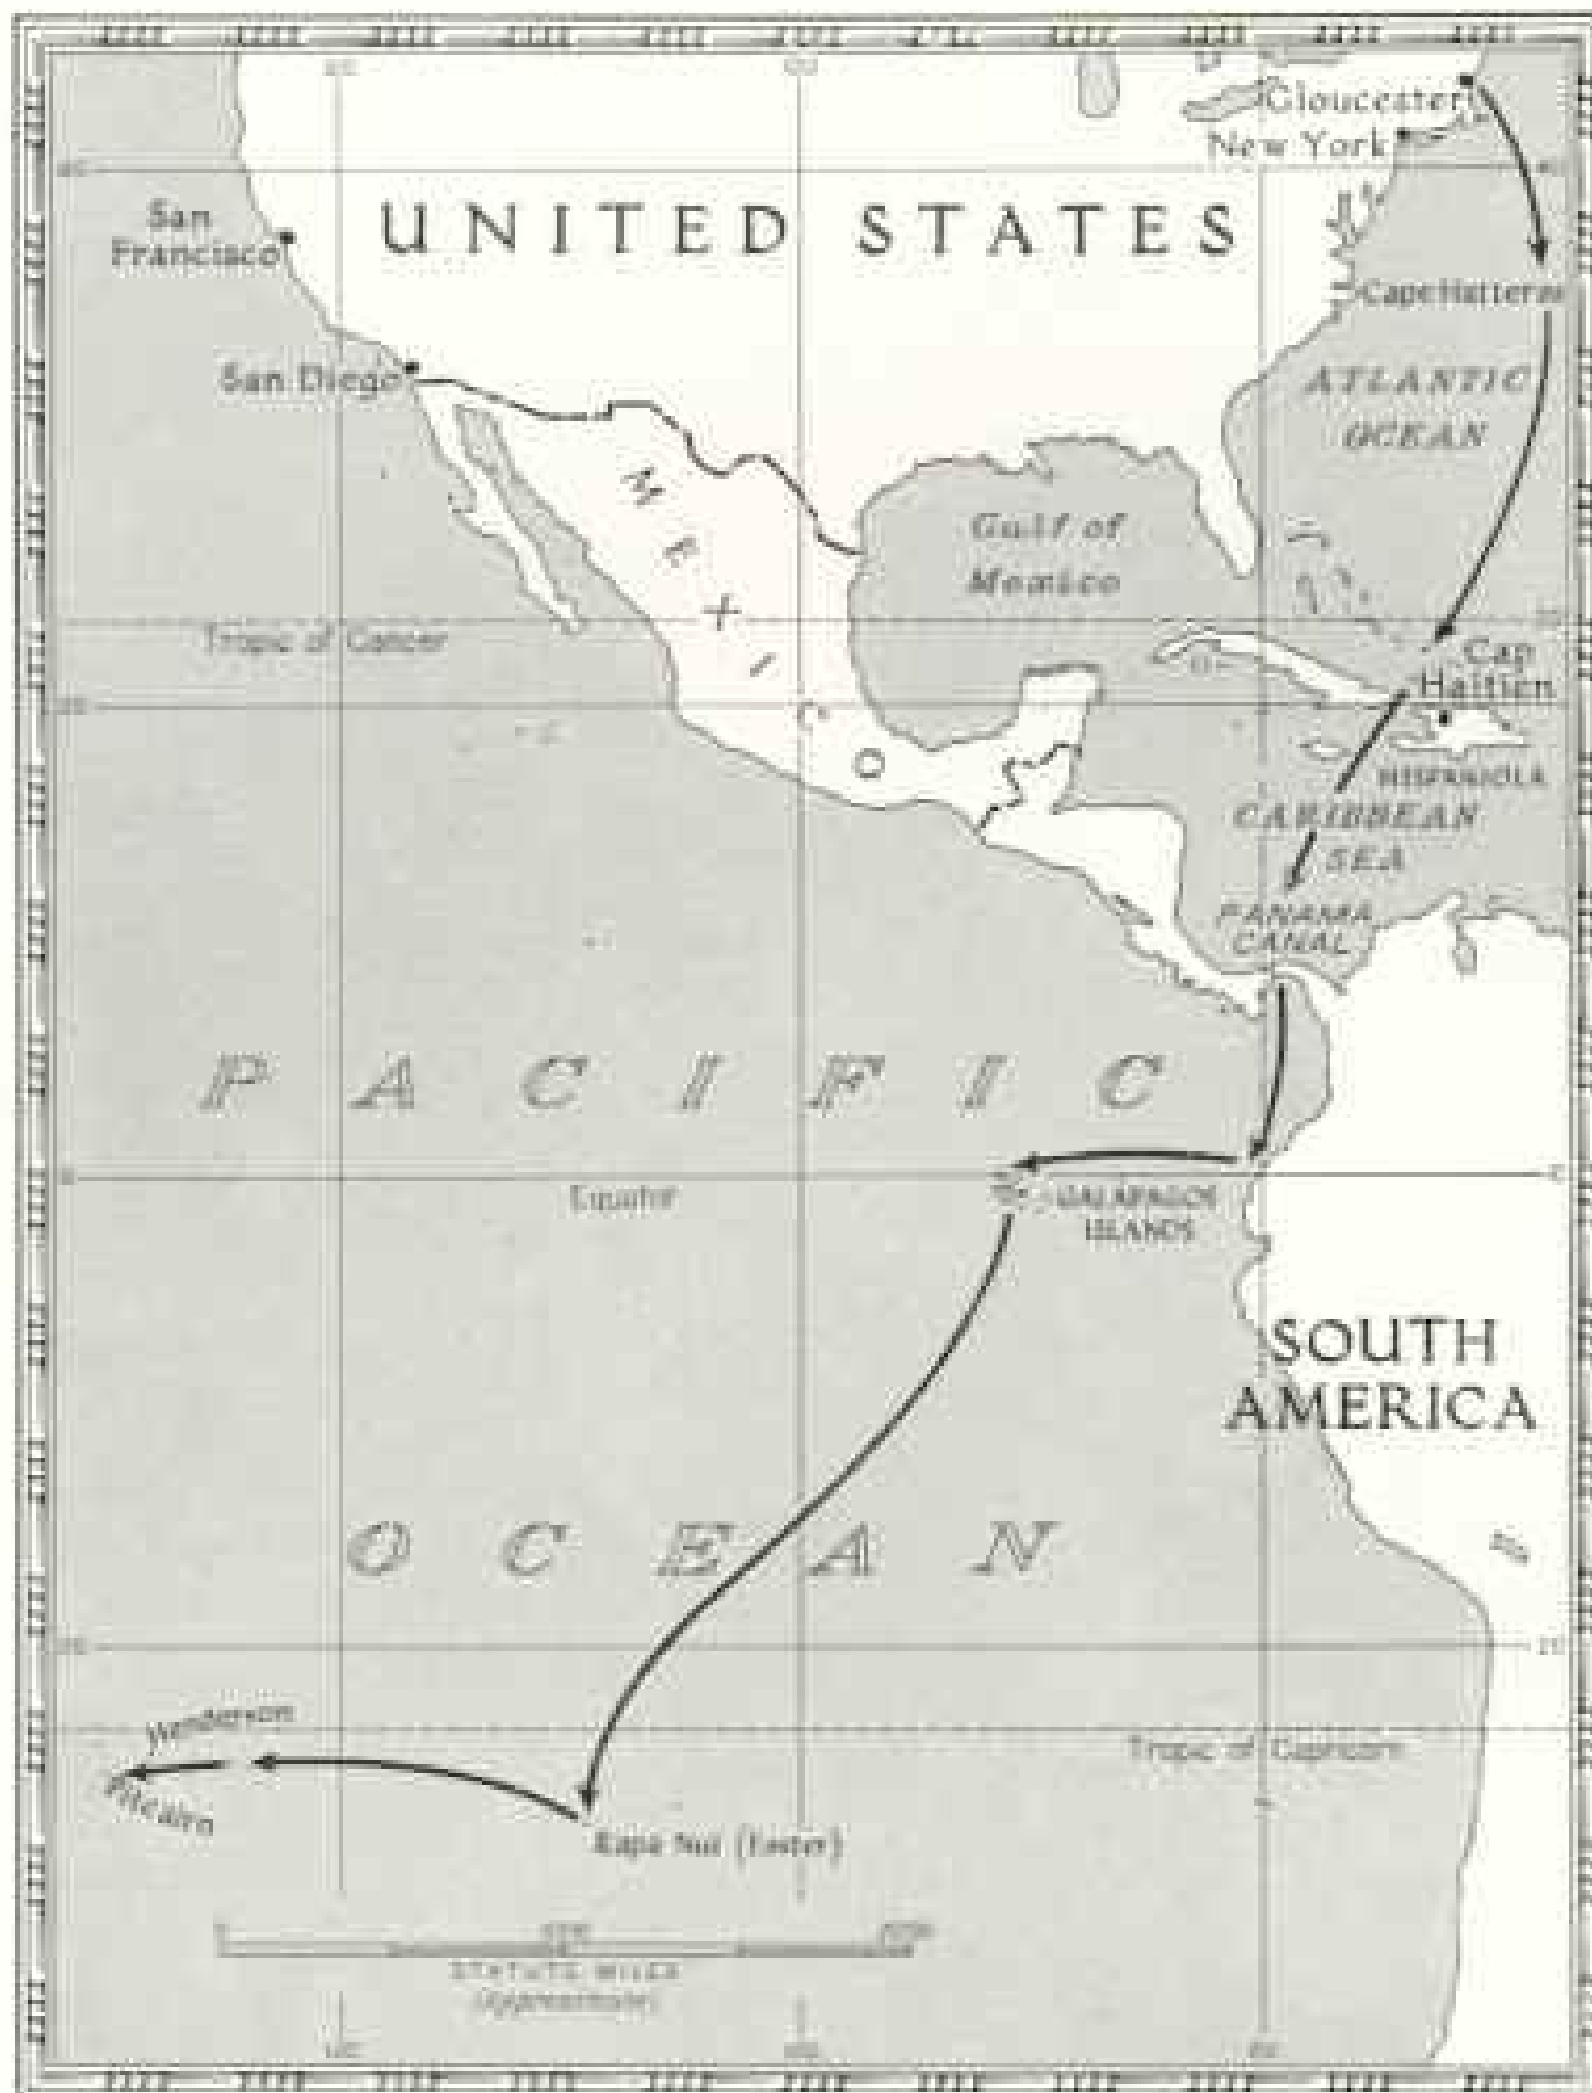 Gloucester
New York
San
Francisco
UNITED STATES
Cape Hatteras
San Diego
ATLANTIC
OCEAN
MEXICO
Gulf of
Mexico
Tropic of Cancer
Cap
Haitien
HISPANIOLA
CARIBBEAN
SEA
PANAMA
CANAL
PACIFIC
Equator
GALÁPAGOS
ISLANDS
SOUTH
AMERICA
OCEAN
Henderson
Pitcairn
Tropic of Capricorn
Rapa Nui (Easter)
STATUTE MILES
(Approximate)